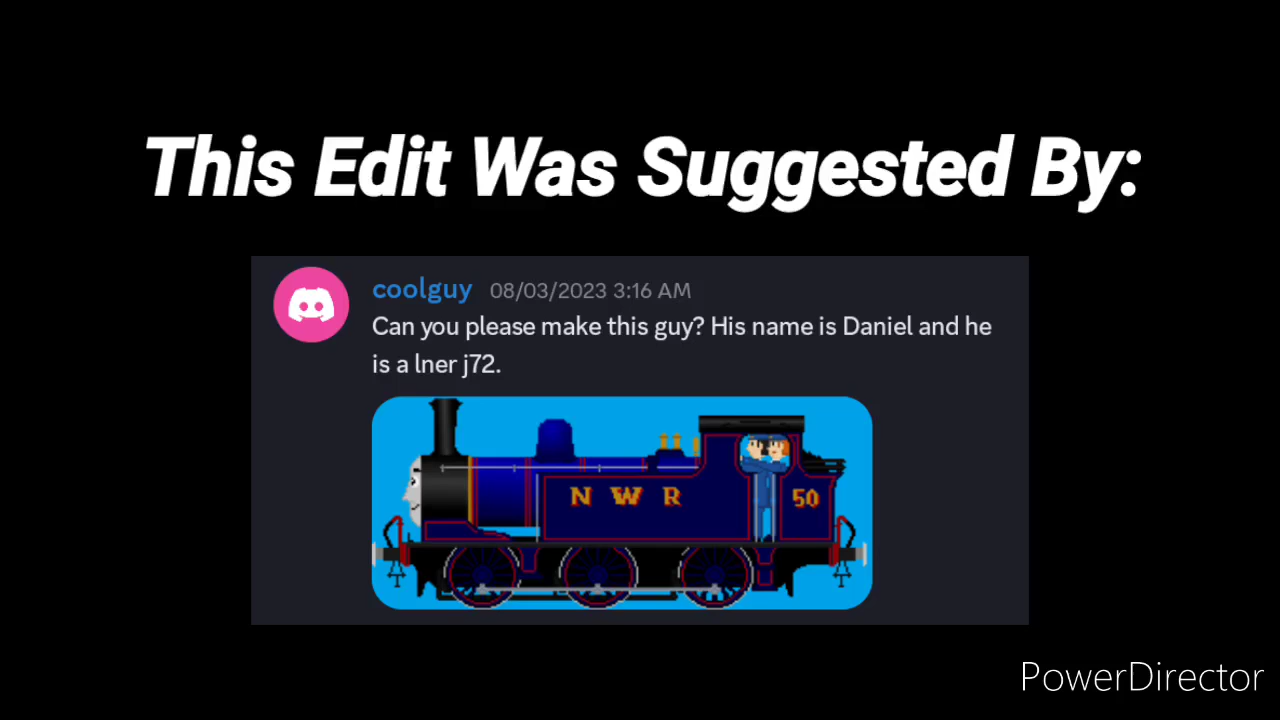 This Edit Was Suggested By:
coolguy 08/03/2023 3:16 AM
Can you please make this guy? His name is Daniel and he
is a lner j72.
N W R 50
PowerDirector